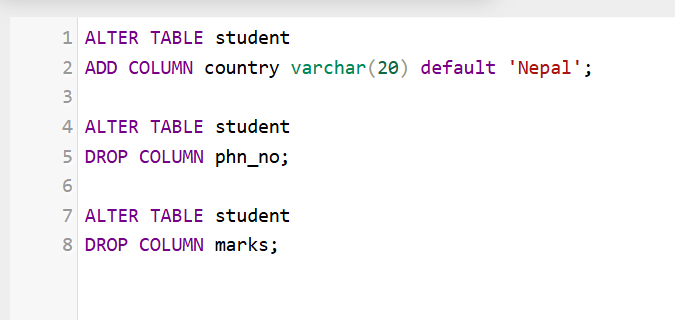 1 ALTER TABLE student
2 ADD COLUMN country varchar(20) default 'Nepal';
3
4 ALTER TABLE student
5 DROP COLUMN phn_no;
6
7 ALTER TABLE student
8 DROP COLUMN marks;